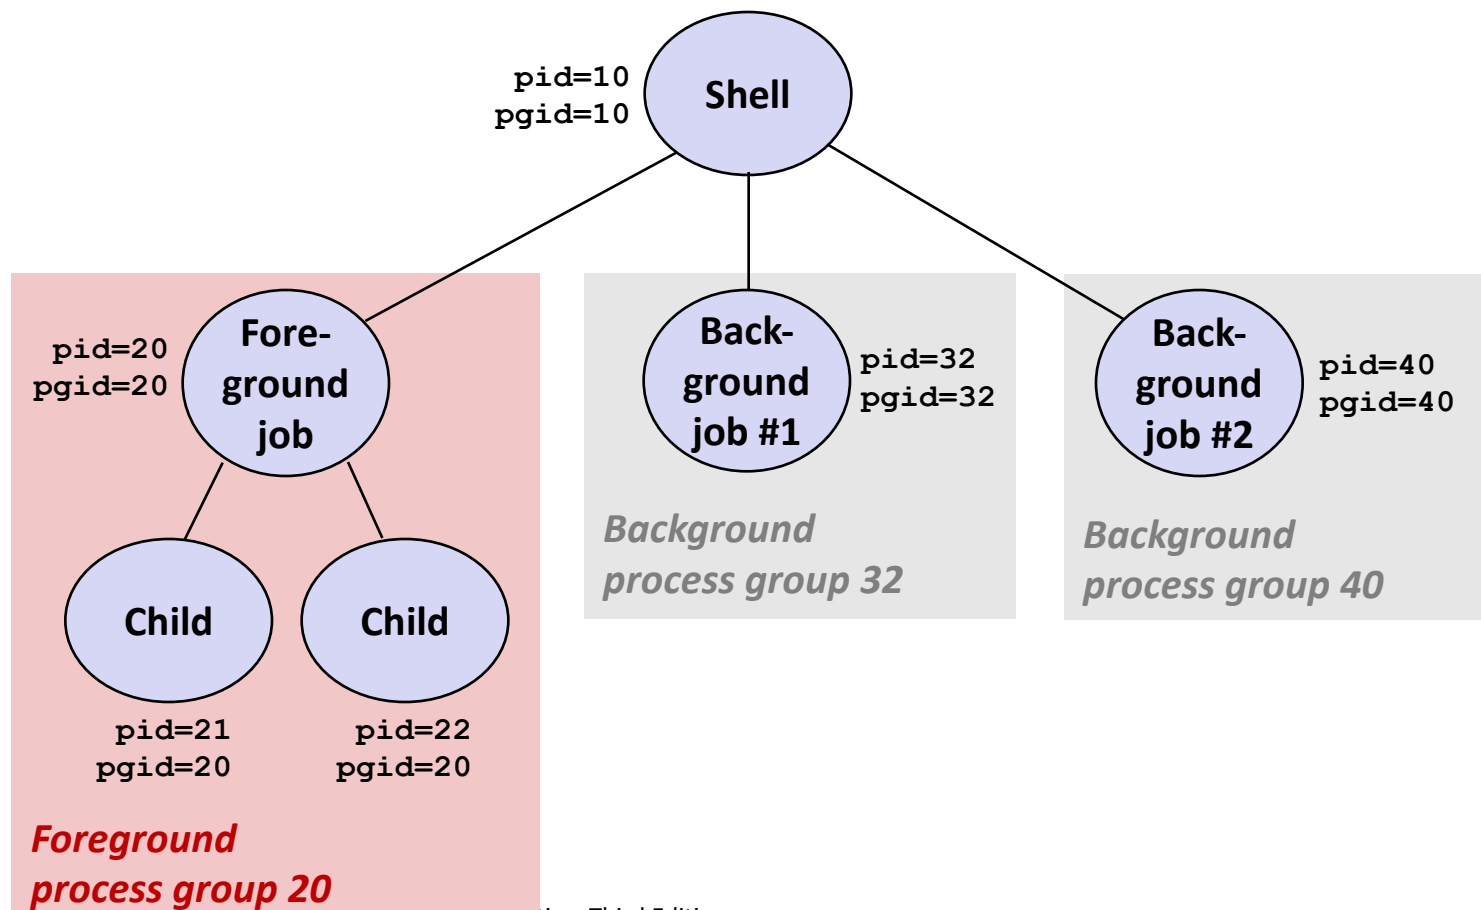 pid=10
pgid=10
Shell
pid=20
pgid=20
Fore-
ground
job
Back-
ground
job #1
pid=32
pgid=32
Back-
ground
job #2
pid=40
pgid=40
Background
process group 32
Background
process group 40
Child
Child
pid=21
pgid=20
pid=22
pgid=20
Foreground
process group 20
Third